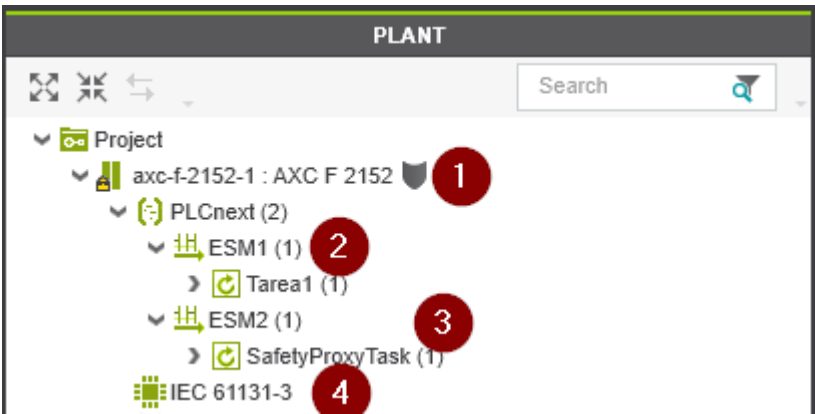 PLANT
Search
Project
axc-f-2152-1 : AXC F 2152 1
PLCnext (2)
ESM1 (1) 2
Tarea1 (1)
ESM2 (1) 3
SafetyProxyTask (1)
IEC 61131-3 4